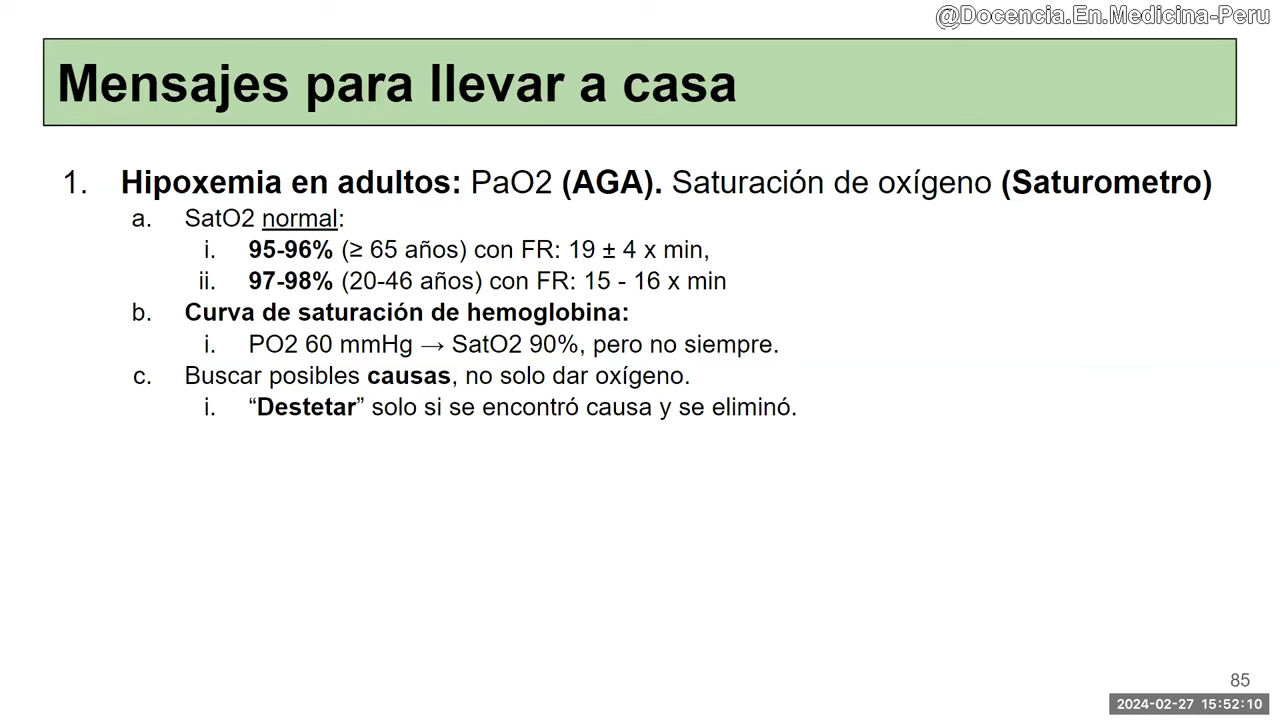 @Docencia.En.Medicina-Peru
Mensajes para llevar a casa
1. Hipoxemia en adultos: PaO2 (AGA). Saturación de oxígeno (Saturometro)
a. SatO2 normal:
i. 95-96% (≥ 65 años) con FR: 19 ± 4 x min,
ii. 97-98% (20-46 años) con FR: 15 - 16 x min
b. Curva de saturación de hemoglobina:
i. PO2 60 mmHg → SatO2 90%, pero no siempre.
c. Buscar posibles causas, no solo dar oxígeno.
i. “Destetar” solo si se encontró causa y se eliminó.
85
2024-02-27 15:52:10